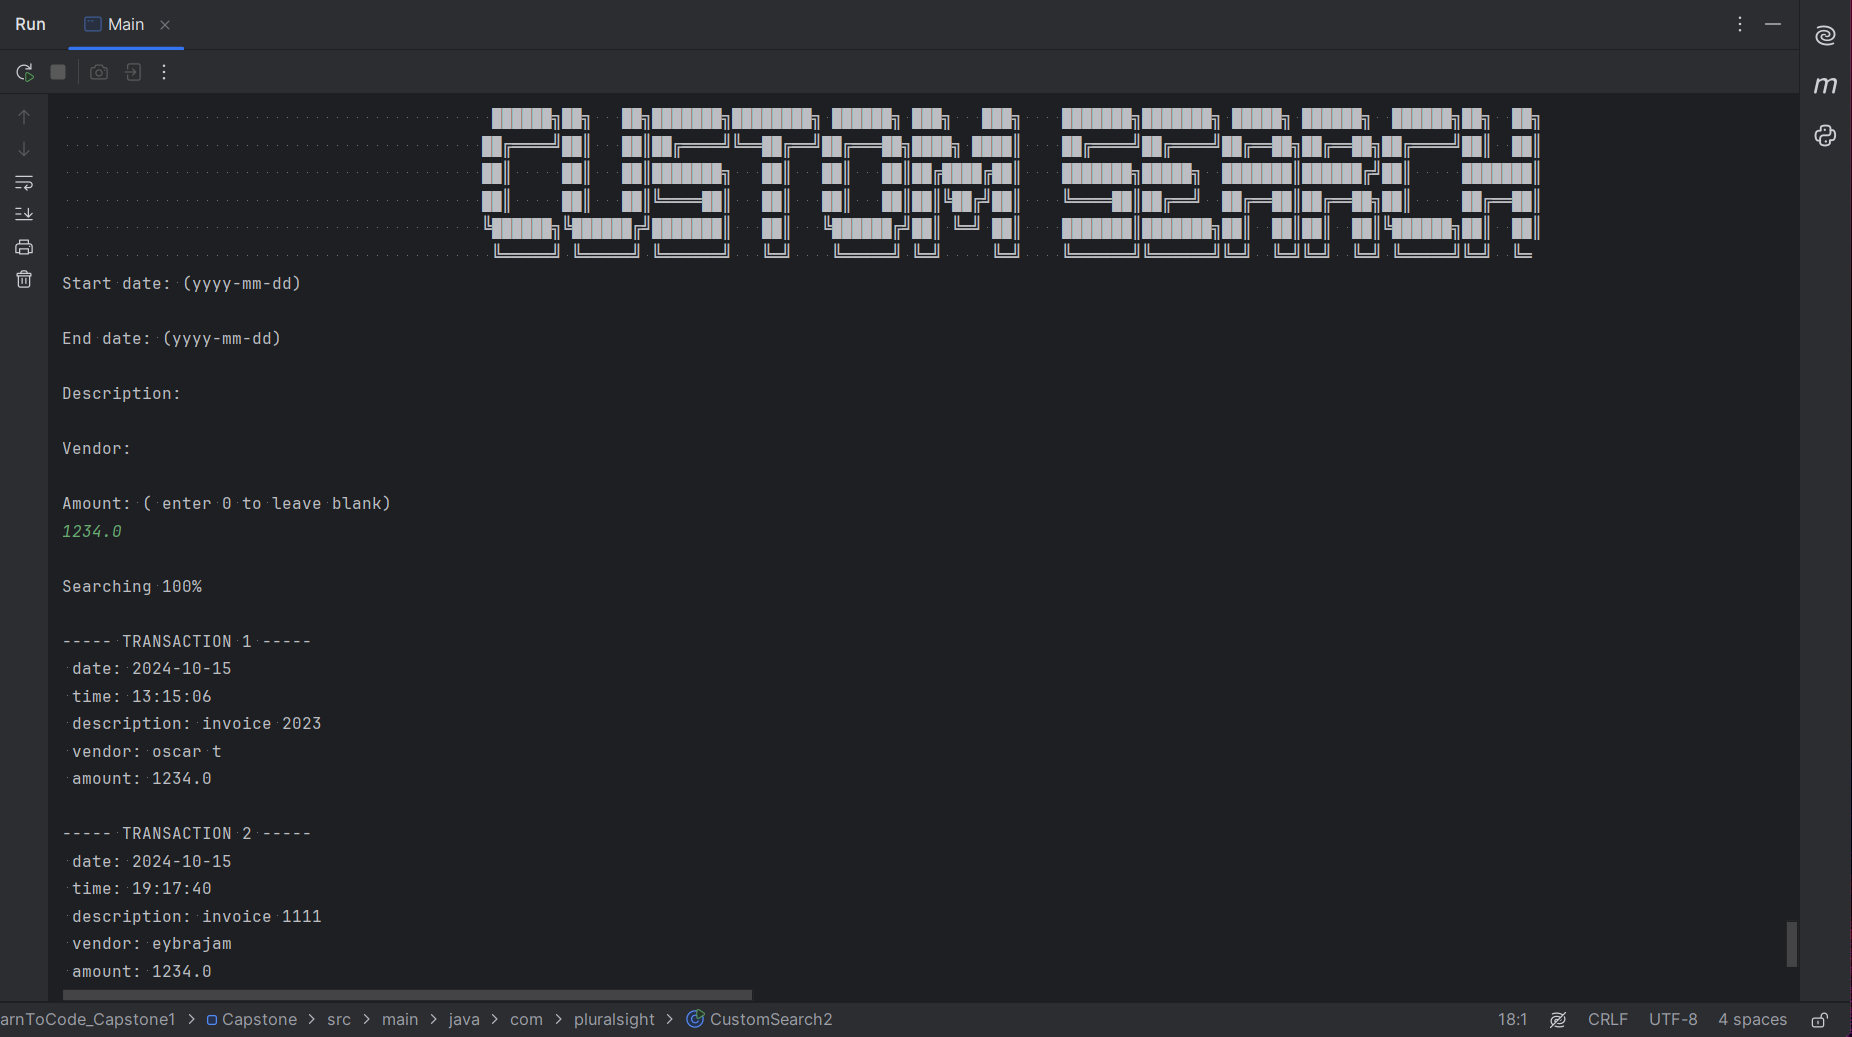 Run Main
CUSTOM SEARCH
Start date: (yyyy-mm-dd)
End date: (yyyy-mm-dd)
Description:
Vendor:
Amount: ( enter 0 to leave blank)
1234.0
Searching 100%
----- TRANSACTION 1 -----
date: 2024-10-15
time: 13:15:06
description: invoice 2023
vendor: oscar t
amount: 1234.0
----- TRANSACTION 2 -----
date: 2024-10-15
time: 19:17:40
description: invoice 1111
vendor: eybrajam
amount: 1234.0
arnToCode_Capstone1 > Capstone > src > main > java > com > pluralsight > CustomSearch2 18:1 CRLF UTF-8 4 spaces